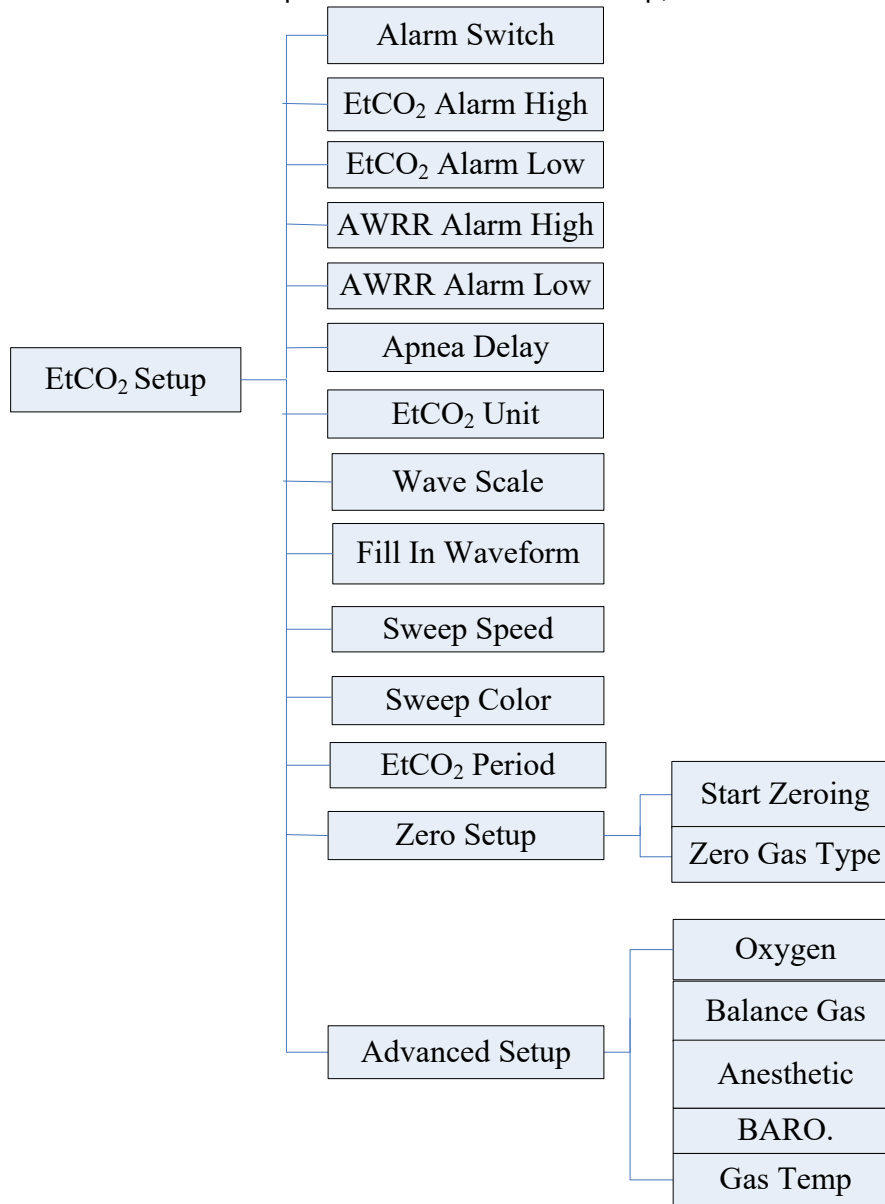 Alarm Switch
EtCO₂ Alarm High
EtCO₂ Alarm Low
AWRR Alarm High
AWRR Alarm Low
Apnea Delay
EtCO₂ Setup
EtCO₂ Unit
Wave Scale
Fill In Waveform
Sweep Speed
Sweep Color
EtCO₂ Period
Zero Setup
Start Zeroing
Zero Gas Type
Advanced Setup
Oxygen
Balance Gas
Anesthetic
BARO.
Gas Temp